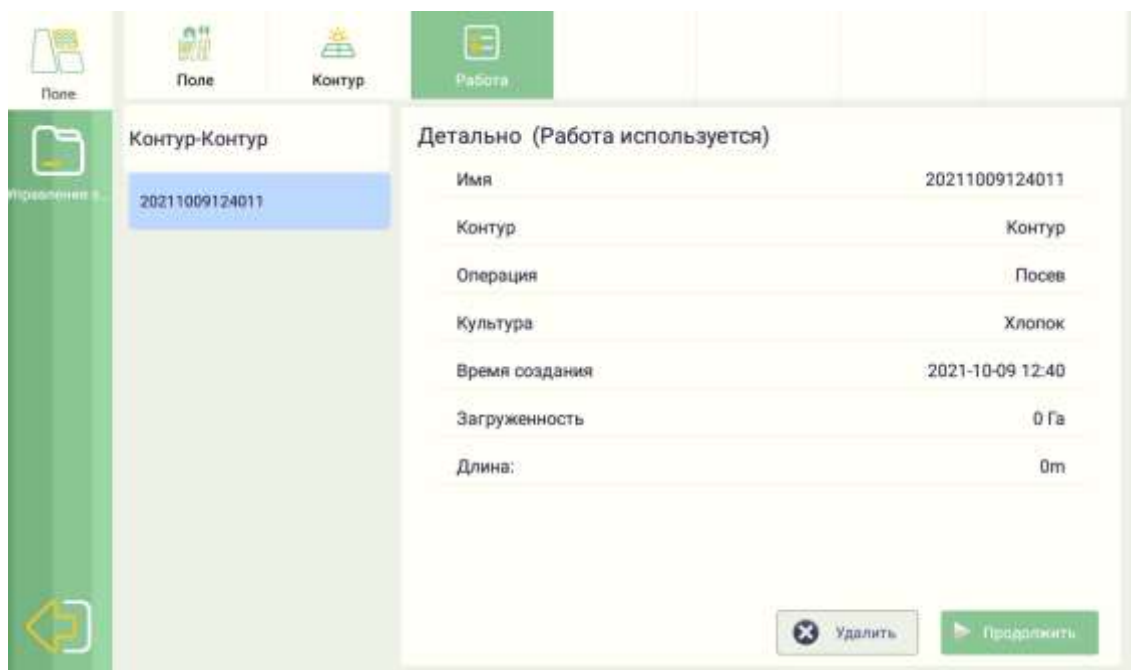 Поле
Поле
Контур
Работа
Управление з...
Контур-Контур
20211009124011
Детально (Работа используется)
Имя 20211009124011
Контур Контур
Операция Посев
Культура Хлопок
Время создания 2021-10-09 12:40
Загруженность 0 Га
Длина: 0m
Удалить
Продолжить